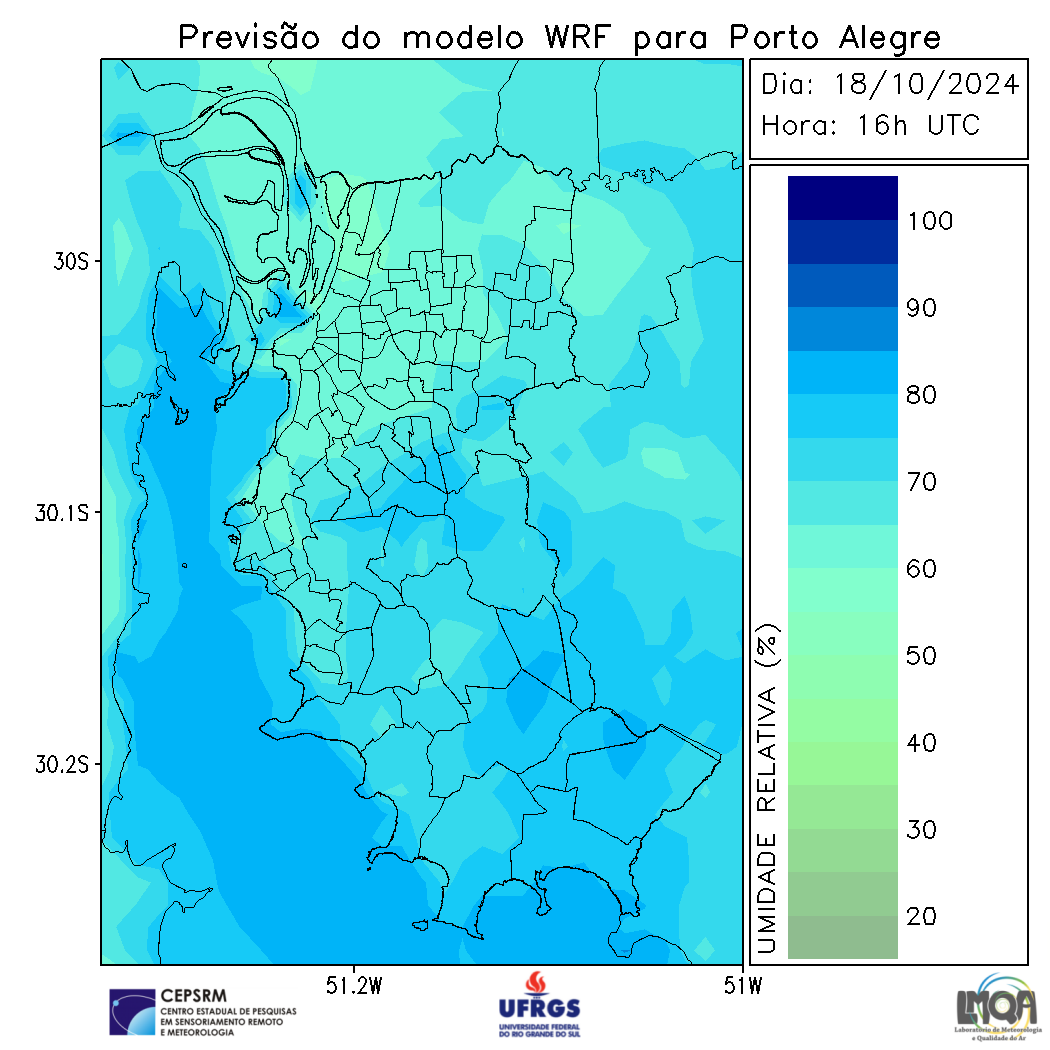 Previsão do modelo WRF para Porto Alegre
Dia: 18/10/2024
Hora: 16h UTC
30S
30.1S
30.2S
51.2W
51W
UMIDADE RELATIVA (%)
100
90
80
70
60
50
40
30
20
CEPSRM
CENTRO ESTADUAL DE PESQUISAS
EM SENSORIAMENTO REMOTO
E METEOROLOGIA
UFRGS
UNIVERSIDADE FEDERAL
DO RIO GRANDE DO SUL
LMQA
Laboratório de Meteorologia
e Qualidade do Ar